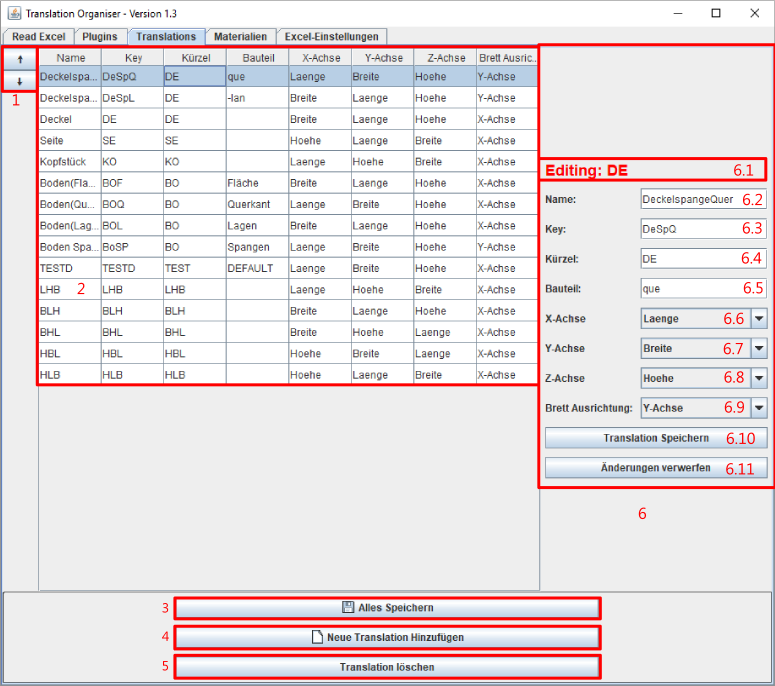 Translation Organiser - Version 1.3
Read Excel Plugins Translations Materialien Excel-Einstellungen
Name Key Kürzel Bauteil X-Achse Y-Achse Z-Achse Brett Ausric...
1
Deckelspa... DeSpQ DE que Laenge Breite Hoehe Y-Achse
Deckelspa... DeSpL DE -lan Breite Laenge Hoehe Y-Achse
Deckel DE DE Breite Laenge Hoehe X-Achse
Seite SE SE Hoehe Laenge Breite X-Achse
Kopfstück KO KO Laenge Hoehe Breite X-Achse
Boden(Fla... BOF BO Fläche Breite Laenge Hoehe X-Achse
Boden(Qu... BOQ BO Querkant Laenge Breite Hoehe X-Achse
Boden(Lag... BOL BO Lagen Breite Laenge Hoehe X-Achse
Boden Spa... BoSP BO Spangen Laenge Breite Hoehe Y-Achse
TESTD TESTD TEST DEFAULT Laenge Breite Hoehe X-Achse
LHB 2 LHB LHB Laenge Hoehe Breite X-Achse
BLH BLH BLH Breite Laenge Hoehe X-Achse
BHL BHL BHL Breite Hoehe Laenge X-Achse
HBL HBL HBL Hoehe Breite Laenge X-Achse
HLB HLB HLB Hoehe Laenge Breite X-Achse
Editing: DE 6.1
Name: DeckelspangeQuer 6.2
Key: DeSpQ 6.3
Kürzel: DE 6.4
Bauteil: que 6.5
X-Achse Laenge 6.6
Y-Achse Breite 6.7
Z-Achse Hoehe 6.8
Brett Ausrichtung: Y-Achse 6.9
Translation Speichern 6.10
Änderungen verwerfen 6.11
6
3 Alles Speichern
4 Neue Translation Hinzufügen
5 Translation löschen